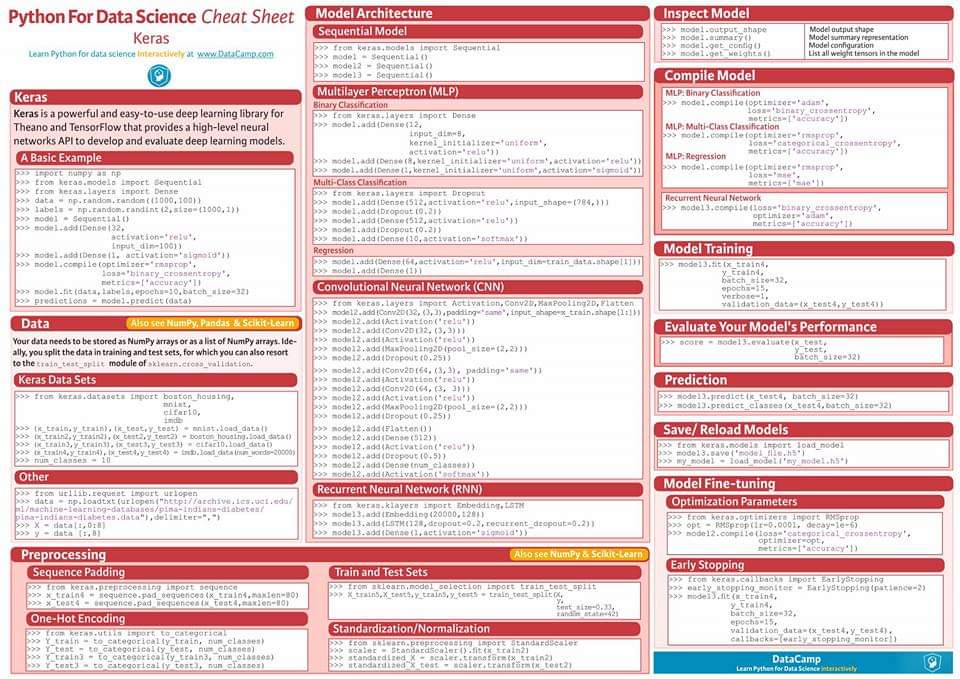 Python For Data Science Cheat Sheet
Keras
Learn Python for data science Interactively at www.DataCamp.com
Keras
Keras is a powerful and easy-to-use deep learning library for
Theano and TensorFlow that provides a high-level neural
networks API to develop and evaluate deep learning models.
A Basic Example
>>> import numpy as np
>>> from keras.models import Sequential
>>> from keras.layers import Dense
>>> data = np.random.random((1000,100))
>>> labels = np.random.randint(2,size=(1000,1))
>>> model = Sequential()
>>> model.add(Dense(32,
activation='relu',
input_dim=100))
>>> model.add(Dense(1, activation='sigmoid'))
>>> model.compile(optimizer='rmsprop',
loss='binary_crossentropy',
metrics=['accuracy'])
>>> model.fit(data,labels,epochs=10,batch_size=32)
>>> predictions = model.predict(data)
Data
Also see NumPy, Pandas & Scikit-Learn
Your data needs to be stored as NumPy arrays or as a list of NumPy arrays. Ide-
ally, you split the data in training and test sets, for which you can also resort
to the train_test_split module of sklearn.cross_validation.
Keras Data Sets
>>> from keras.datasets import boston_housing,
mnist,
cifar10,
imdb
>>> (x_train,y_train),(x_test,y_test) = mnist.load_data()
>>> (x_train2,y_train2),(x_test2,y_test2) = boston_housing.load_data()
>>> (x_train3,y_train3),(x_test3,y_test3) = cifar10.load_data()
>>> (x_train4,y_train4),(x_test4,y_test4) = imdb.load_data(num_words=20000)
>>> num_classes = 10
Other
>>> from urllib.request import urlopen
>>> data = np.loadtxt(urlopen("http://archive.ics.uci.edu/
ml/machine-learning-databases/pima-indians-diabetes/
pima-indians-diabetes.data"),delimiter=",")
>>> X = data[:,0:8]
>>> y = data [:,8]
Model Architecture
Sequential Model
>>> from keras.models import Sequential
>>> model = Sequential()
>>> model2 = Sequential()
>>> model3 = Sequential()
Multilayer Perceptron (MLP)
Binary Classification
>>> from keras.layers import Dense
>>> model.add(Dense(12,
input_dim=8,
kernel_initializer='uniform',
activation='relu'))
>>> model.add(Dense(8,kernel_initializer='uniform',activation='relu'))
>>> model.add(Dense(1,kernel_initializer='uniform',activation='sigmoid'))
Multi-Class Classification
>>> from keras.layers import Dropout
>>> model.add(Dense(512,activation='relu',input_shape=(784,)))
>>> model.add(Dropout(0.2))
>>> model.add(Dense(512,activation='relu'))
>>> model.add(Dropout(0.2))
>>> model.add(Dense(10,activation='softmax'))
Regression
>>> model.add(Dense(64,activation='relu',input_dim=train_data.shape[1]))
>>> model.add(Dense(1))
Convolutional Neural Network (CNN)
>>> from keras.layers import Activation,Conv2D,MaxPooling2D,Flatten
>>> model2.add(Conv2D(32,(3,3),padding='same',input_shape=x_train.shape[1:]))
>>> model2.add(Activation('relu'))
>>> model2.add(Conv2D(32,(3,3)))
>>> model2.add(Activation('relu'))
>>> model2.add(MaxPooling2D(pool_size=(2,2)))
>>> model2.add(Dropout(0.25))
>>> model2.add(Conv2D(64,(3,3), padding='same'))
>>> model2.add(Activation('relu'))
>>> model2.add(Conv2D(64,(3, 3)))
>>> model2.add(Activation('relu'))
>>> model2.add(MaxPooling2D(pool_size=(2,2)))
>>> model2.add(Dropout(0.25))
>>> model2.add(Flatten())
>>> model2.add(Dense(512))
>>> model2.add(Activation('relu'))
>>> model2.add(Dropout(0.5))
>>> model2.add(Dense(num_classes))
>>> model2.add(Activation('softmax'))
Recurrent Neural Network (RNN)
>>> from keras.klayers import Embedding,LSTM
>>> model3.add(Embedding(20000,128))
>>> model3.add(LSTM(128,dropout=0.2,recurrent_dropout=0.2))
>>> model3.add(Dense(1,activation='sigmoid'))
Preprocessing
Also see NumPy & Scikit-Learn
Sequence Padding
>>> from keras.preprocessing import sequence
>>> x_train4 = sequence.pad_sequences(x_train4,maxlen=80)
>>> x_test4 = sequence.pad_sequences(x_test4,maxlen=80)
One-Hot Encoding
>>> from keras.utils import to_categorical
>>> Y_train = to_categorical(y_train, num_classes)
>>> Y_test = to_categorical(y_test, num_classes)
>>> Y_train3 = to_categorical(y_train3, num_classes)
>>> Y_test3 = to_categorical(y_test3, num_classes)
Train and Test Sets
>>> from sklearn.model_selection import train_test_split
>>> X_train5,X_test5,y_train5,y_test5 = train_test_split(X,
y,
test_size=0.33,
random_state=42)
Standardization/Normalization
>>> from sklearn.preprocessing import StandardScaler
>>> scaler = StandardScaler().fit(x_train2)
>>> standardized_X = scaler.transform(x_train2)
>>> standardized_X_test = scaler.transform(x_test2)
Inspect Model
>>> model.output_shape Model output shape
>>> model.summary() Model summary representation
>>> model.get_config() Model configuration
>>> model.get_weights() List all weight tensors in the model
Compile Model
MLP: Binary Classification
>>> model.compile(optimizer='adam',
loss='binary_crossentropy',
metrics=['accuracy'])
MLP: Multi-Class Classification
>>> model.compile(optimizer='rmsprop',
loss='categorical_crossentropy',
metrics=['accuracy'])
MLP: Regression
>>> model.compile(optimizer='rmsprop',
loss='mse',
metrics=['mae'])
Recurrent Neural Network
>>> model3.compile(loss='binary_crossentropy',
optimizer='adam',
metrics=['accuracy'])
Model Training
>>> model3.fit(x_train4,
y_train4,
batch_size=32,
epochs=15,
verbose=1,
validation_data=(x_test4,y_test4))
Evaluate Your Model's Performance
>>> score = model3.evaluate(x_test,
y_test,
batch_size=32)
Prediction
>>> model3.predict(x_test4, batch_size=32)
>>> model3.predict_classes(x_test4,batch_size=32)
Save/ Reload Models
>>> from keras.models import load_model
>>> model3.save('model_file.h5')
>>> my_model = load_model('my_model.h5')
Model Fine-tuning
Optimization Parameters
>>> from keras.optimizers import RMSprop
>>> opt = RMSprop(lr=0.0001, decay=1e-6)
>>> model2.compile(loss='categorical_crossentropy',
optimizer=opt,
metrics=['accuracy'])
Early Stopping
>>> from keras.callbacks import EarlyStopping
>>> early_stopping_monitor = EarlyStopping(patience=2)
>>> model3.fit(x_train4,
y_train4,
batch_size=32,
epochs=15,
validation_data=(x_test4,y_test4),
callbacks=[early_stopping_monitor])
DataCamp
Learn Python for Data Science Interactively